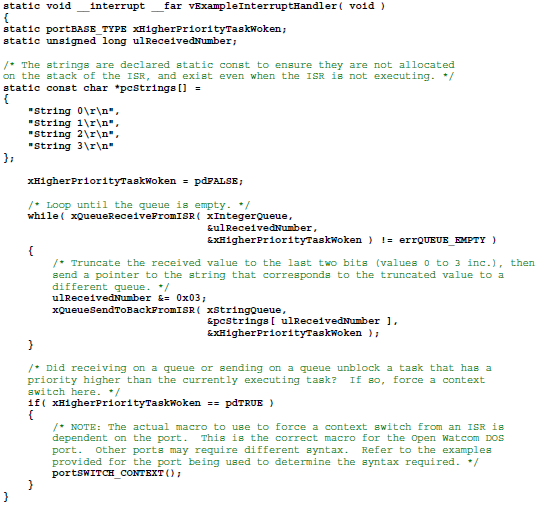 static void __interrupt __far vExampleInterruptHandler( void )
{
static portBASE_TYPE xHigherPriorityTaskWoken;
static unsigned long ulReceivedNumber;

/* The strings are declared static const to ensure they are not allocated
on the stack of the ISR, and exist even when the ISR is not executing. */
static const char *pcStrings[] =
{
    "String 0\r\n",
    "String 1\r\n",
    "String 2\r\n",
    "String 3\r\n"
};

    xHigherPriorityTaskWoken = pdFALSE;

    /* Loop until the queue is empty. */
    while( xQueueReceiveFromISR( xIntegerQueue,
                                 &ulReceivedNumber,
                                 &xHigherPriorityTaskWoken ) != errQUEUE_EMPTY )
    {
        /* Truncate the received value to the last two bits (values 0 to 3 inc.), then
        send a pointer to the string that corresponds to the truncated value to a
        different queue. */
        ulReceivedNumber &= 0x03;
        xQueueSendToBackFromISR( xStringQueue,
                                 &pcStrings[ ulReceivedNumber ],
                                 &xHigherPriorityTaskWoken );
    }

    /* Did receiving on a queue or sending on a queue unblock a task that has a
    priority higher than the currently executing task?  If so, force a context
    switch here. */
    if( xHigherPriorityTaskWoken == pdTRUE )
    {
        /* NOTE: The actual macro to use to force a context switch from an ISR is
        dependent on the port.  This is the correct macro for the Open Watcom DOS
        port.  Other ports may require different syntax.  Refer to the examples
        provided for the port being used to determine the syntax required. */
        portSWITCH_CONTEXT();
    }
}